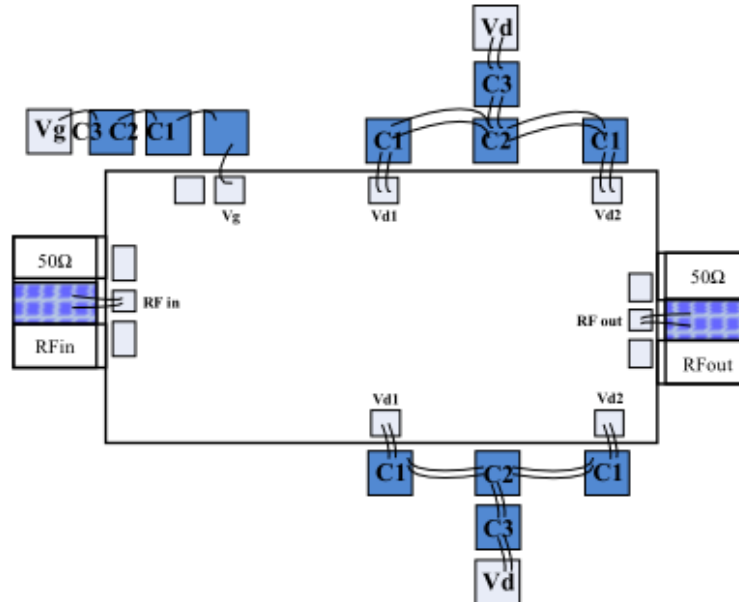 Vd
C3
Vg C3 C2 C1
C1 C2 C1
Vg Vd1 Vd2
50Ω
RF in
RFin
50Ω
RF out
RFout
Vd1 Vd2
C1 C2 C1
C3
Vd